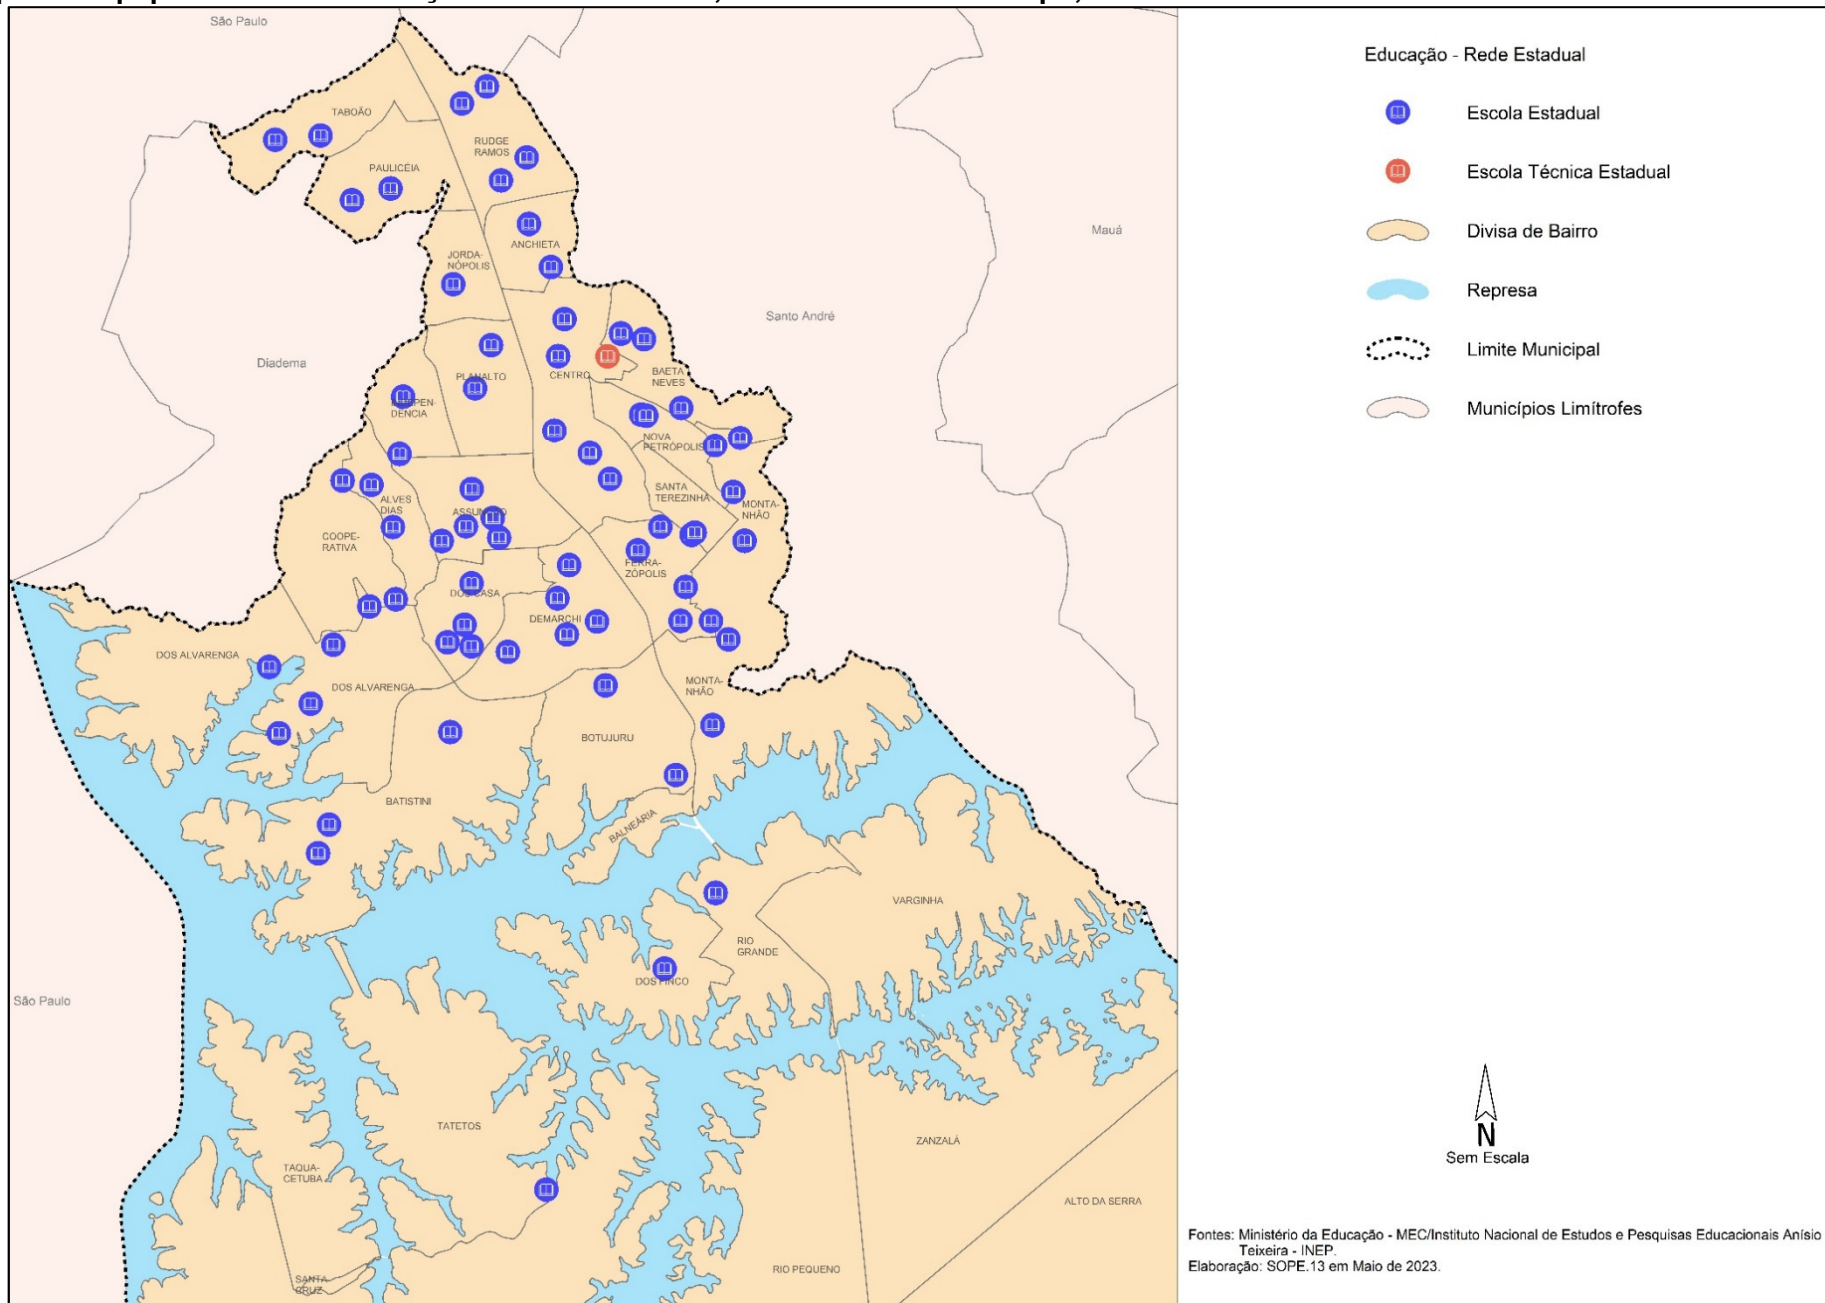 São Paulo
TABOÃO
RUDGE
RAMOS
PAULICÉIA
ANCHIETA
JORDA-
NÓPOLIS
Mauá
Santo André
Diadema
PLANALTO
CENTRO
BAETA
NEVES
DÊNCIA
NOVA
PETRÓPOLIS
SANTA
TEREZINHA
ALVES
DIAS
MONTA-
NHÃO
COOPE-
RATIVA
FERRA-
ZÓPOLIS
DOS CASA
DEMARCHI
DOS ALVARENGA
DOS ALVARENGA
MONTA-
NHÃO
BOTUJURU
BATISTINI
BALNEÁRIA
VARGINHA
RIO
GRANDE
DOS FINCO
São Paulo
TATETOS
ZANZALÁ
TAQUA-
CETUBA
ALTO DA SERRA
RIO PEQUENO
SANTA
CRUZ
Educação - Rede Estadual
Escola Estadual
Escola Técnica Estadual
Divisa de Bairro
Represa
Limite Municipal
Municípios Limítrofes
N
Sem Escala
Fontes: Ministério da Educação - MEC/Instituto Nacional de Estudos e Pesquisas Educacionais Anísio
Teixeira - INEP.
Elaboração: SOPE.13 em Maio de 2023.